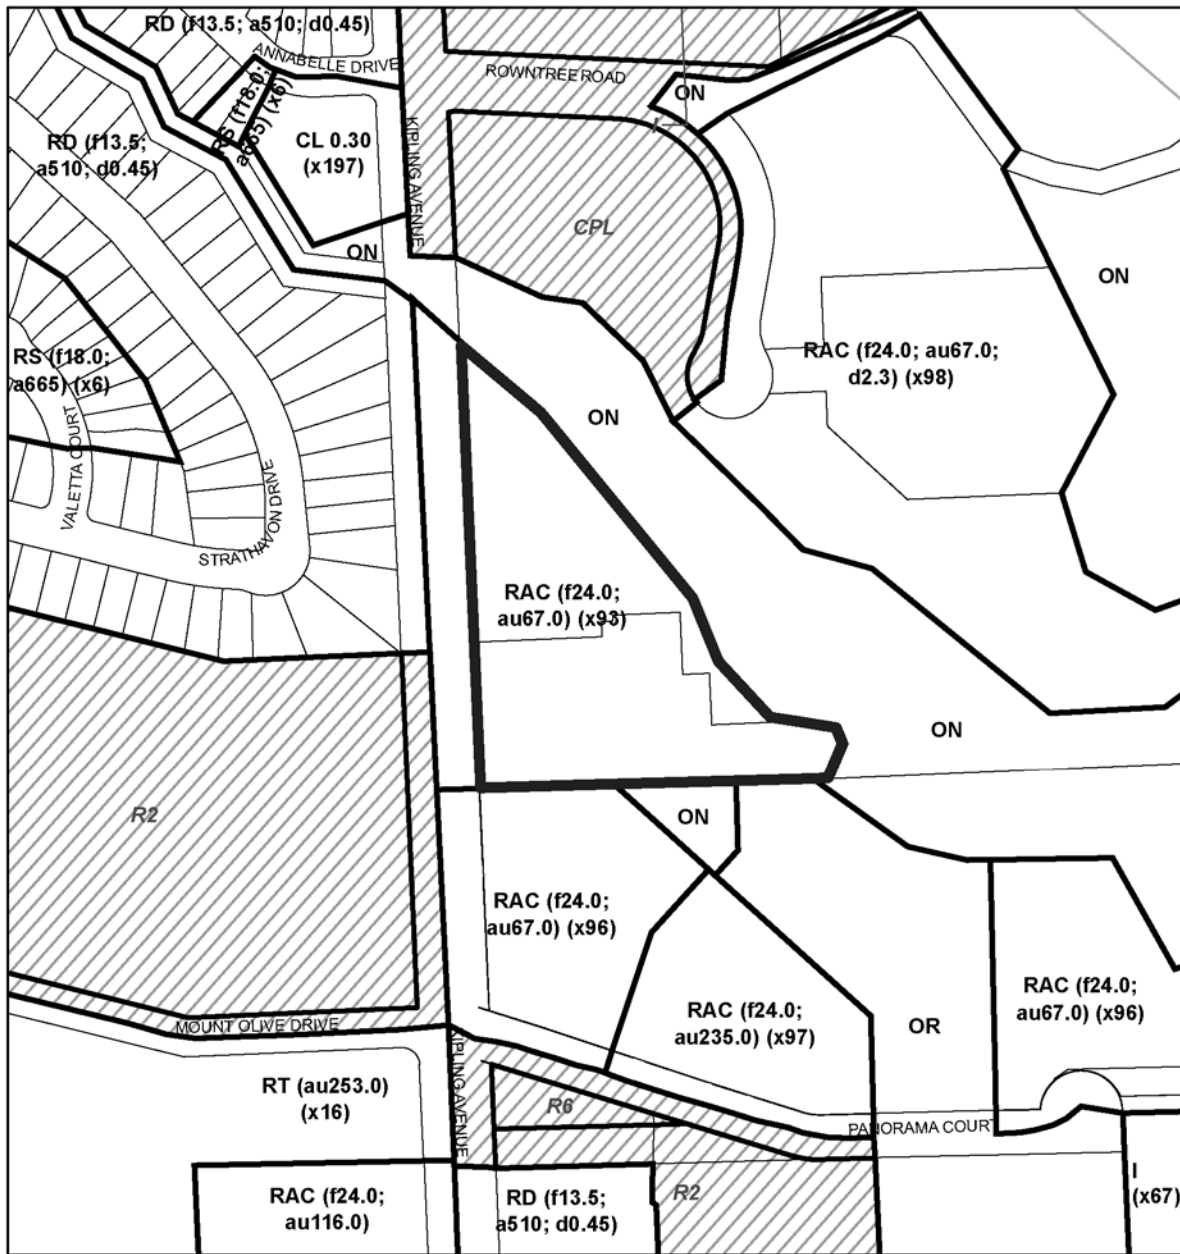 RD (f13.5; a510; d0.45)
ANNABELLE DRIVE
ROWNTREE ROAD
ON
RS (f18.0;
a665) (x6)
CL 0.30
(x197)
KIPLING AVENUE
I
RD (f13.5;
a510; d0.45)
CPL
ON
ON
RS (f18.0;
a665) (x6)
RAC (f24.0; au67.0;
d2.3) (x98)
ON
VALETTA COURT
STRATHAVON DRIVE
RAC (f24.0;
au67.0) (x93)
ON
R2
ON
RAC (f24.0;
au67.0) (x96)
RAC (f24.0;
au67.0) (x96)
RAC (f24.0;
au235.0) (x97)
OR
MOUNT OLIVE DRIVE
KIPLING AVENUE
RT (au253.0)
(x16)
R6
PANORAMA COURT
RAC (f24.0;
au116.0)
RD (f13.5;
a510; d0.45)
R2
I
(x67)